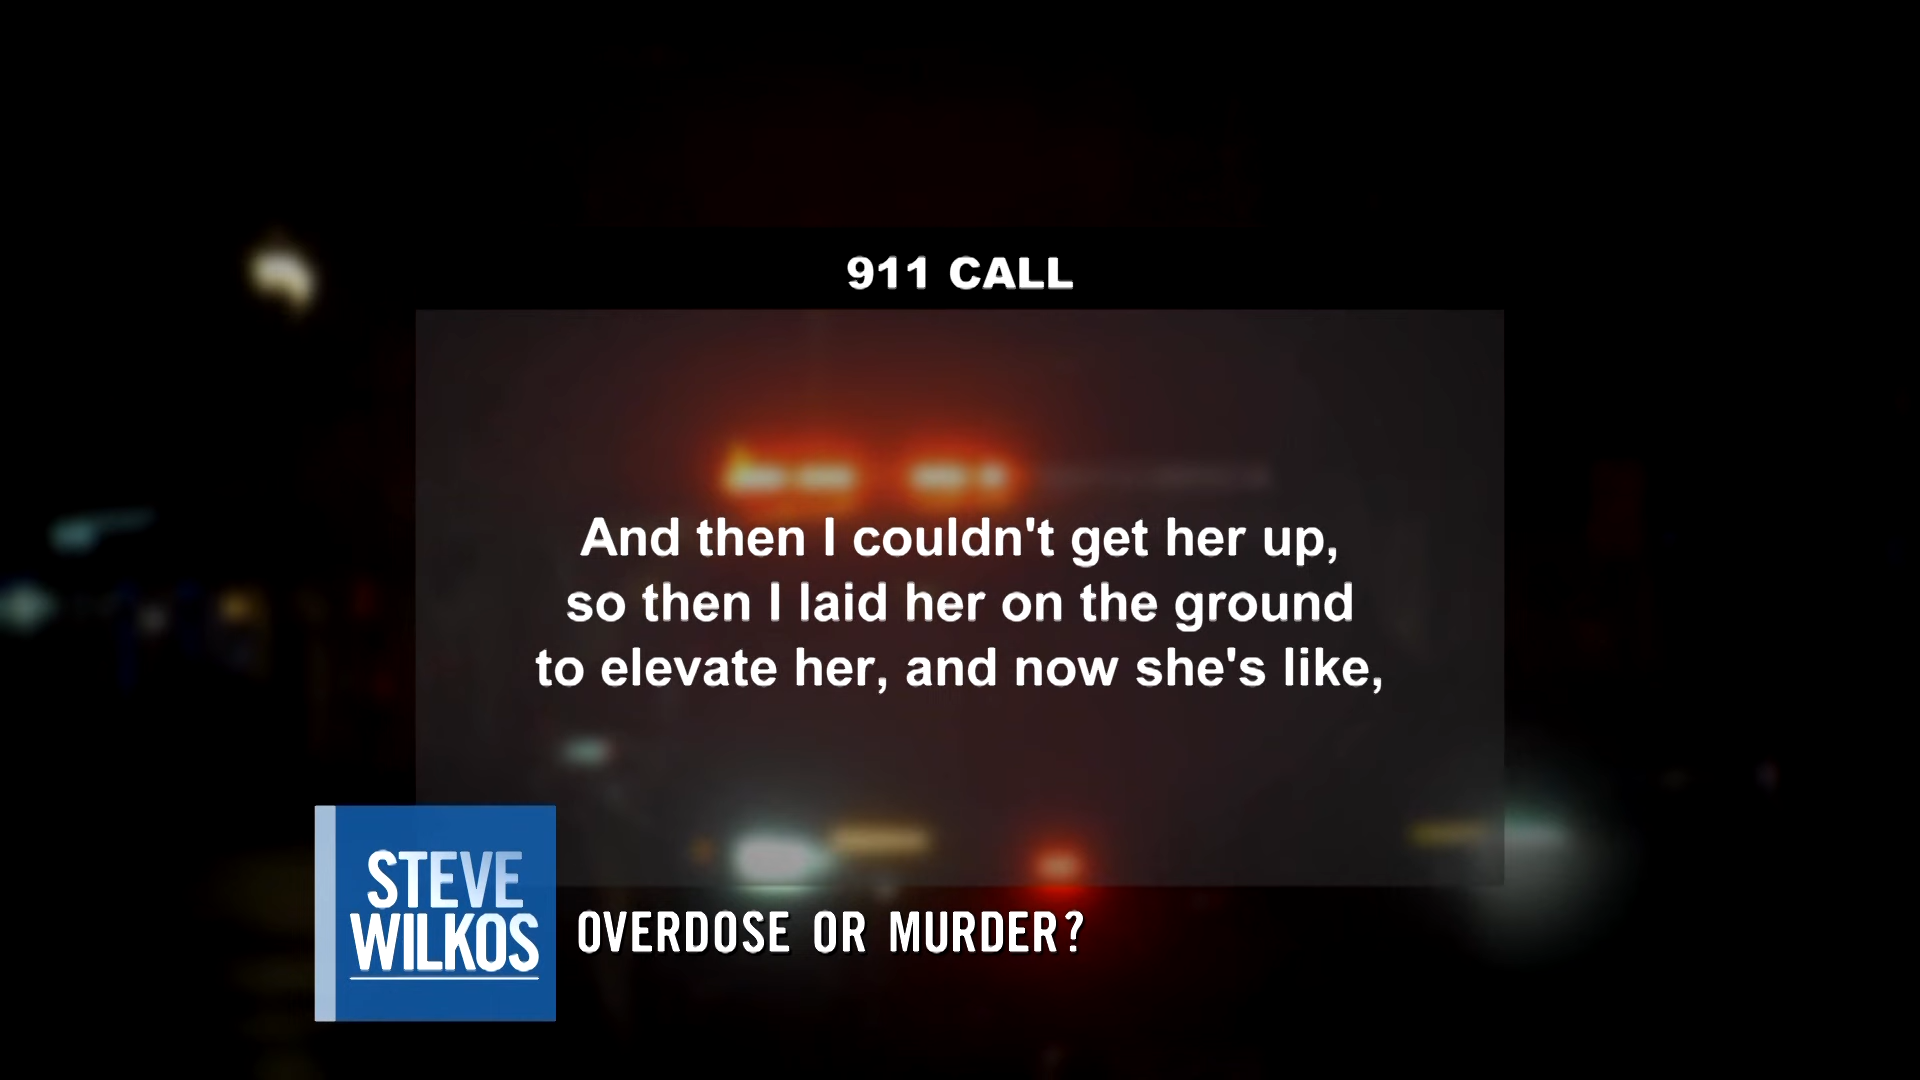 911 CALL
And then I couldn't get her up,
so then I laid her on the ground
to elevate her, and now she's like,
STEVE
WILKOS
OVERDOSE OR MURDER?